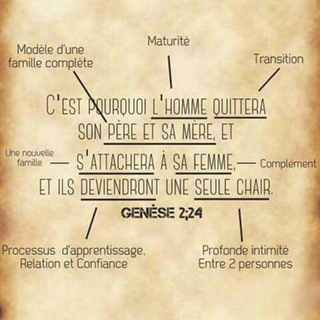 Modèle d'une
famille complète
Maturité
Transition
C'EST POURQUOI L'HOMME QUITTERA
SON PÈRE ET SA MÈRE, ET
Une nouvelle
famille
S'ATTACHERA À SA FEMME,
Complément
ET ILS DEVIENDRONT UNE SEULE CHAIR.
GENÈSE 2;24
Processus d'apprentissage,
Relation et Confiance
Profonde intimité
Entre 2 personnes